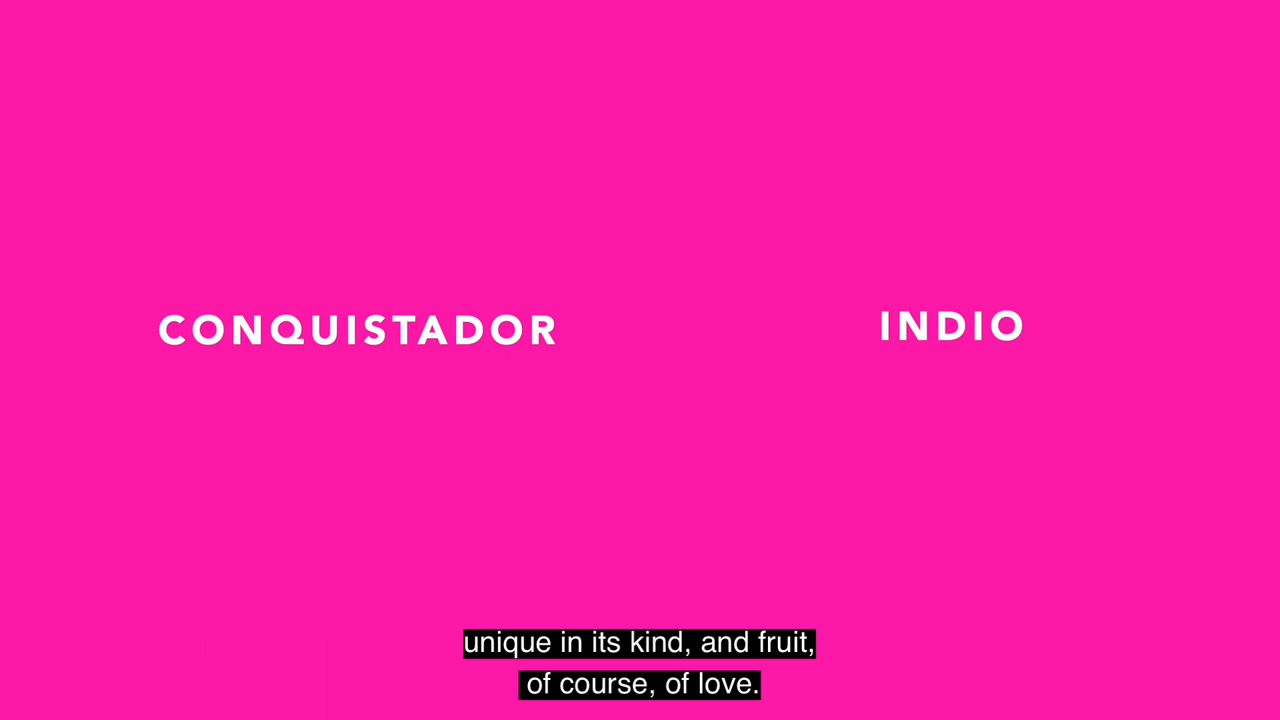 CONQUISTADOR
INDIO
unique in its kind, and fruit,
of course, of love.